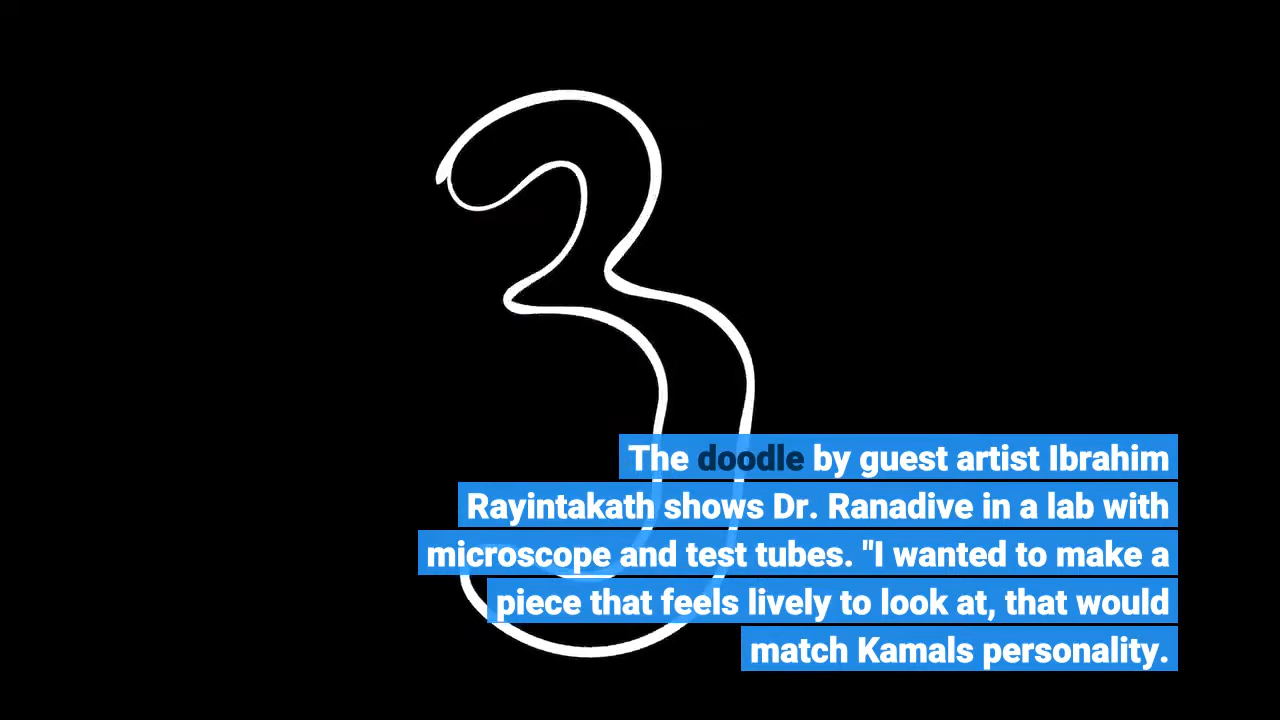 3
The doodle by guest artist Ibrahim
Rayintakath shows Dr. Ranadive in a lab with
microscope and test tubes. "I wanted to make a
piece that feels lively to look at, that would
match Kamals personality.